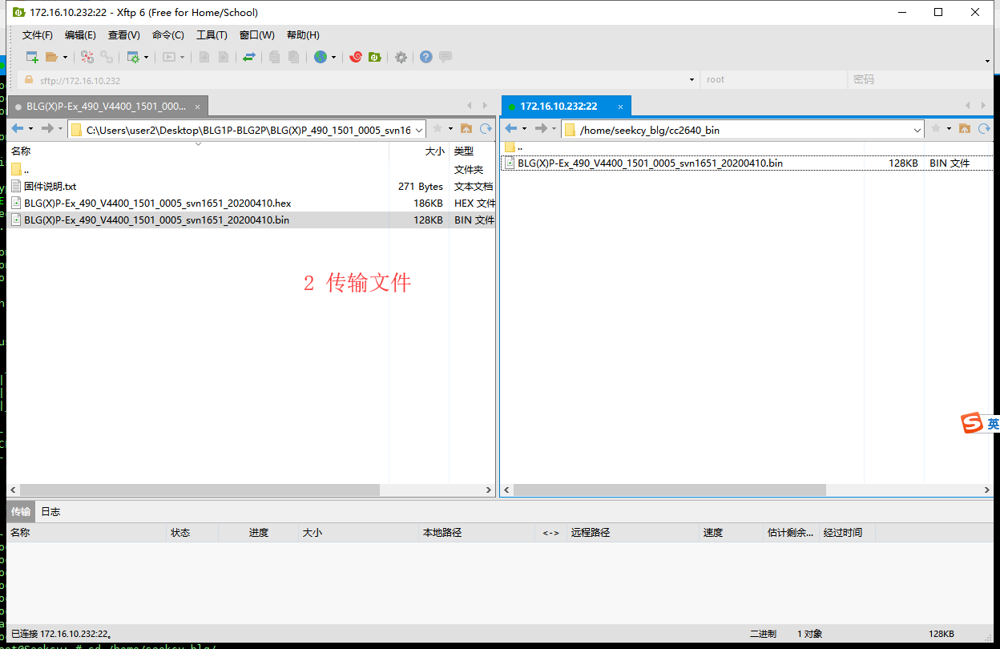 172.16.10.232:22 - Xftp 6 (Free for Home/School)
文件(F) 编辑(E) 查看(V) 命令(C) 工具(T) 窗口(W) 帮助(H)
sftp://172.16.10.232 root 密码
BLG(X)P-Ex_490_V4400_1501_000... 172.16.10.232:22
C:\Users\user2\Desktop\BLG1P-BLG2P\BLG(X)P_490_1501_0005_svn16 /home/seekcy_blg/cc2640_bin
名称 大小 类型
.. 文件夹
固件说明.txt 271 Bytes 文本文档
BLG(X)P-Ex_490_V4400_1501_0005_svn1651_20200410.hex 186KB HEX 文件
BLG(X)P-Ex_490_V4400_1501_0005_svn1651_20200410.bin 128KB BIN 文件
..
BLG(X)P-Ex_490_V4400_1501_0005_svn1651_20200410.bin 128KB BIN 文件
2 传输文件
英
传输 日志
名称 状态 进度 大小 本地路径 <-> 远程路径 速度 估计剩余... 经过时间
已连接 172.16.10.232:22。 二进制 1 对象 128KB